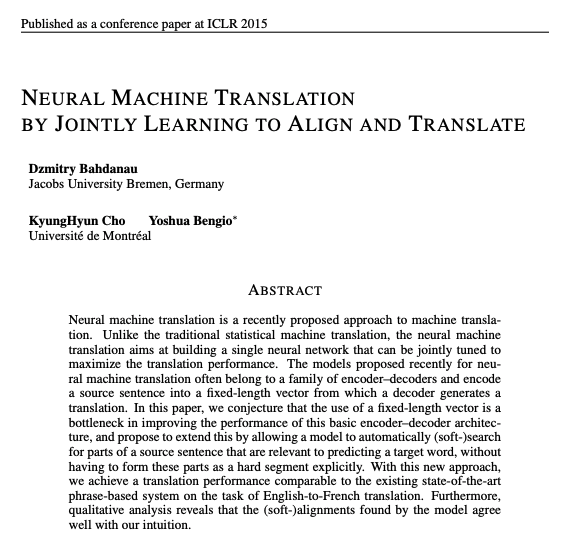 Published as a conference paper at ICLR 2015
NEURAL MACHINE TRANSLATION
BY JOINTLY LEARNING TO ALIGN AND TRANSLATE
Dzmitry Bahdanau
Jacobs University Bremen, Germany
KyungHyun Cho Yoshua Bengio*
Université de Montréal
ABSTRACT
Neural machine translation is a recently proposed approach to machine transla-
tion. Unlike the traditional statistical machine translation, the neural machine
translation aims at building a single neural network that can be jointly tuned to
maximize the translation performance. The models proposed recently for neu-
ral machine translation often belong to a family of encoder–decoders and encode
a source sentence into a fixed-length vector from which a decoder generates a
translation. In this paper, we conjecture that the use of a fixed-length vector is a
bottleneck in improving the performance of this basic encoder–decoder architec-
ture, and propose to extend this by allowing a model to automatically (soft-)search
for parts of a source sentence that are relevant to predicting a target word, without
having to form these parts as a hard segment explicitly. With this new approach,
we achieve a translation performance comparable to the existing state-of-the-art
phrase-based system on the task of English-to-French translation. Furthermore,
qualitative analysis reveals that the (soft-)alignments found by the model agree
well with our intuition.